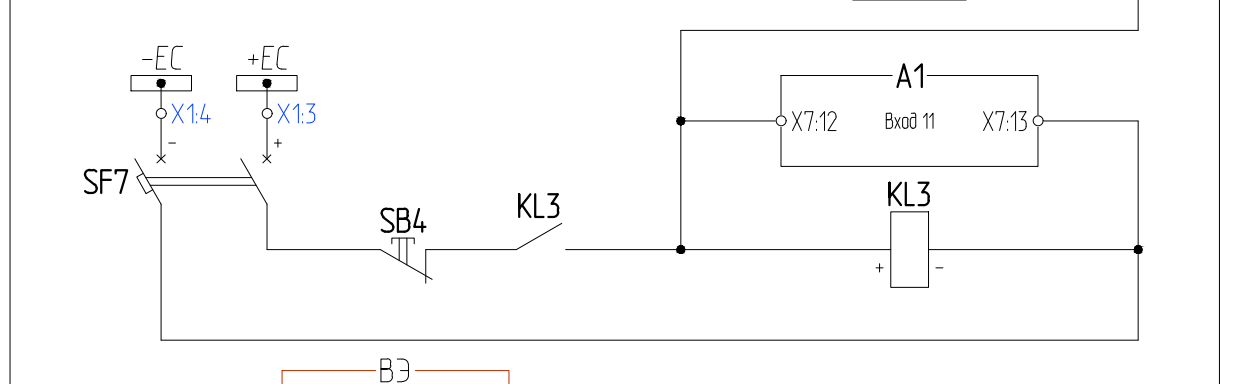 -EC +EC
X1:4 X1:3
- +
SF7
A1
X7:12 Вход 11 X7:13
SB4 KL3 KL3
+ -
ВЭ